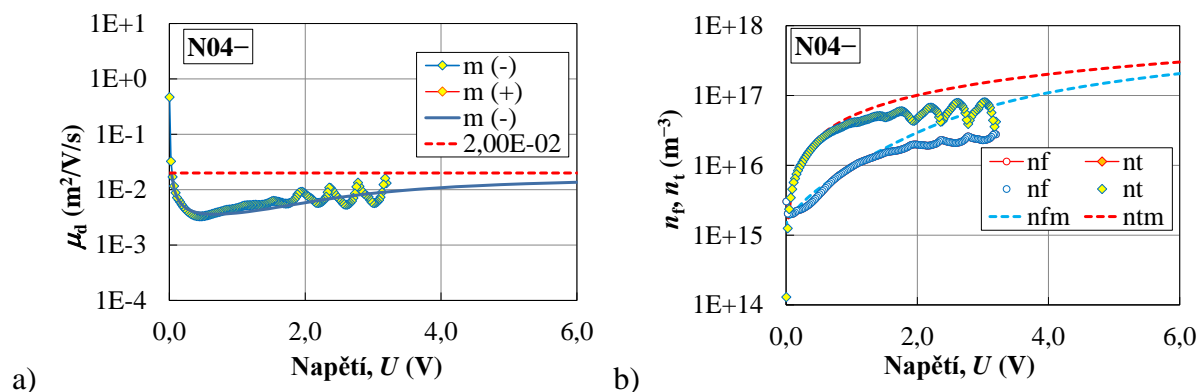 N04−
1E+1
1E+0
1E-1
1E-2
1E-3
1E-4
μd (m²/V/s)
m (-)
m (+)
m (-)
2,00E-02
0,0 2,0 4,0 6,0
Napětí, U (V)
a)
N04−
1E+18
1E+17
1E+16
1E+15
1E+14
nf, nt (m⁻³)
nf nt
nf nt
nfm ntm
0,0 2,0 4,0 6,0
Napětí, U (V)
b)